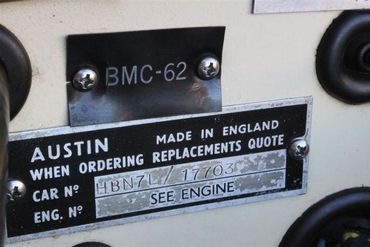 BMC-62
AUSTIN MADE IN ENGLAND
WHEN ORDERING REPLACEMENTS QUOTE
CAR Nº HBN7L/17703
ENG. Nº SEE ENGINE